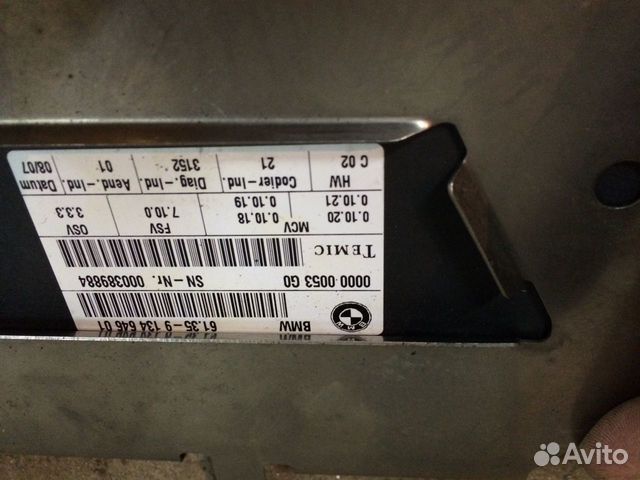 BMW 61.35-9 134 646 01
0000 0053 G0 SN-Nr. 000389884
TEMIC
MCV FSV OSV
0.10.20 0.10.18 7.10.0 3.3.3
0.10.21 0.10.19
HW Codier-Ind. Diag.-Ind. Aend-Ind. Datum
C 02 21 3152 01 08/07
BMW
Avito